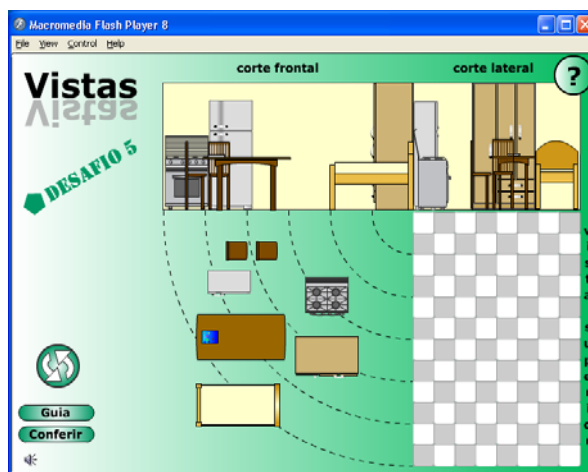 Macromedia Flash Player 8
File View Control Help
Vistas
corte frontal
corte lateral
?
DESAFIO 5
Guia
Conferir